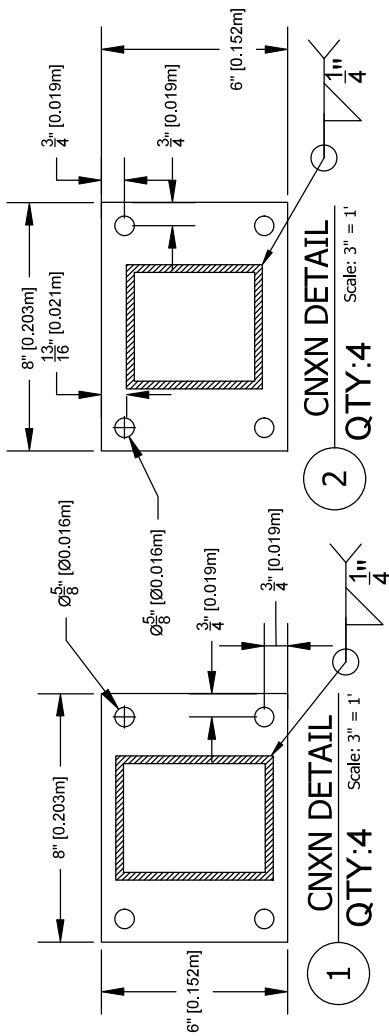 8" [0.203m]
Ø5/8" [Ø0.016m]
6" [0.152m]
3/4" [0.019m]
3/4" [0.019m]
1
CNXN DETAIL
QTY:4
Scale: 3" = 1'
1/4"
8" [0.203m]
13/16" [0.021m]
3/4" [0.019m]
3/4" [0.019m]
6" [0.152m]
Ø5/8" [Ø0.016m]
2
CNXN DETAIL
QTY:4
Scale: 3" = 1'
1/4"